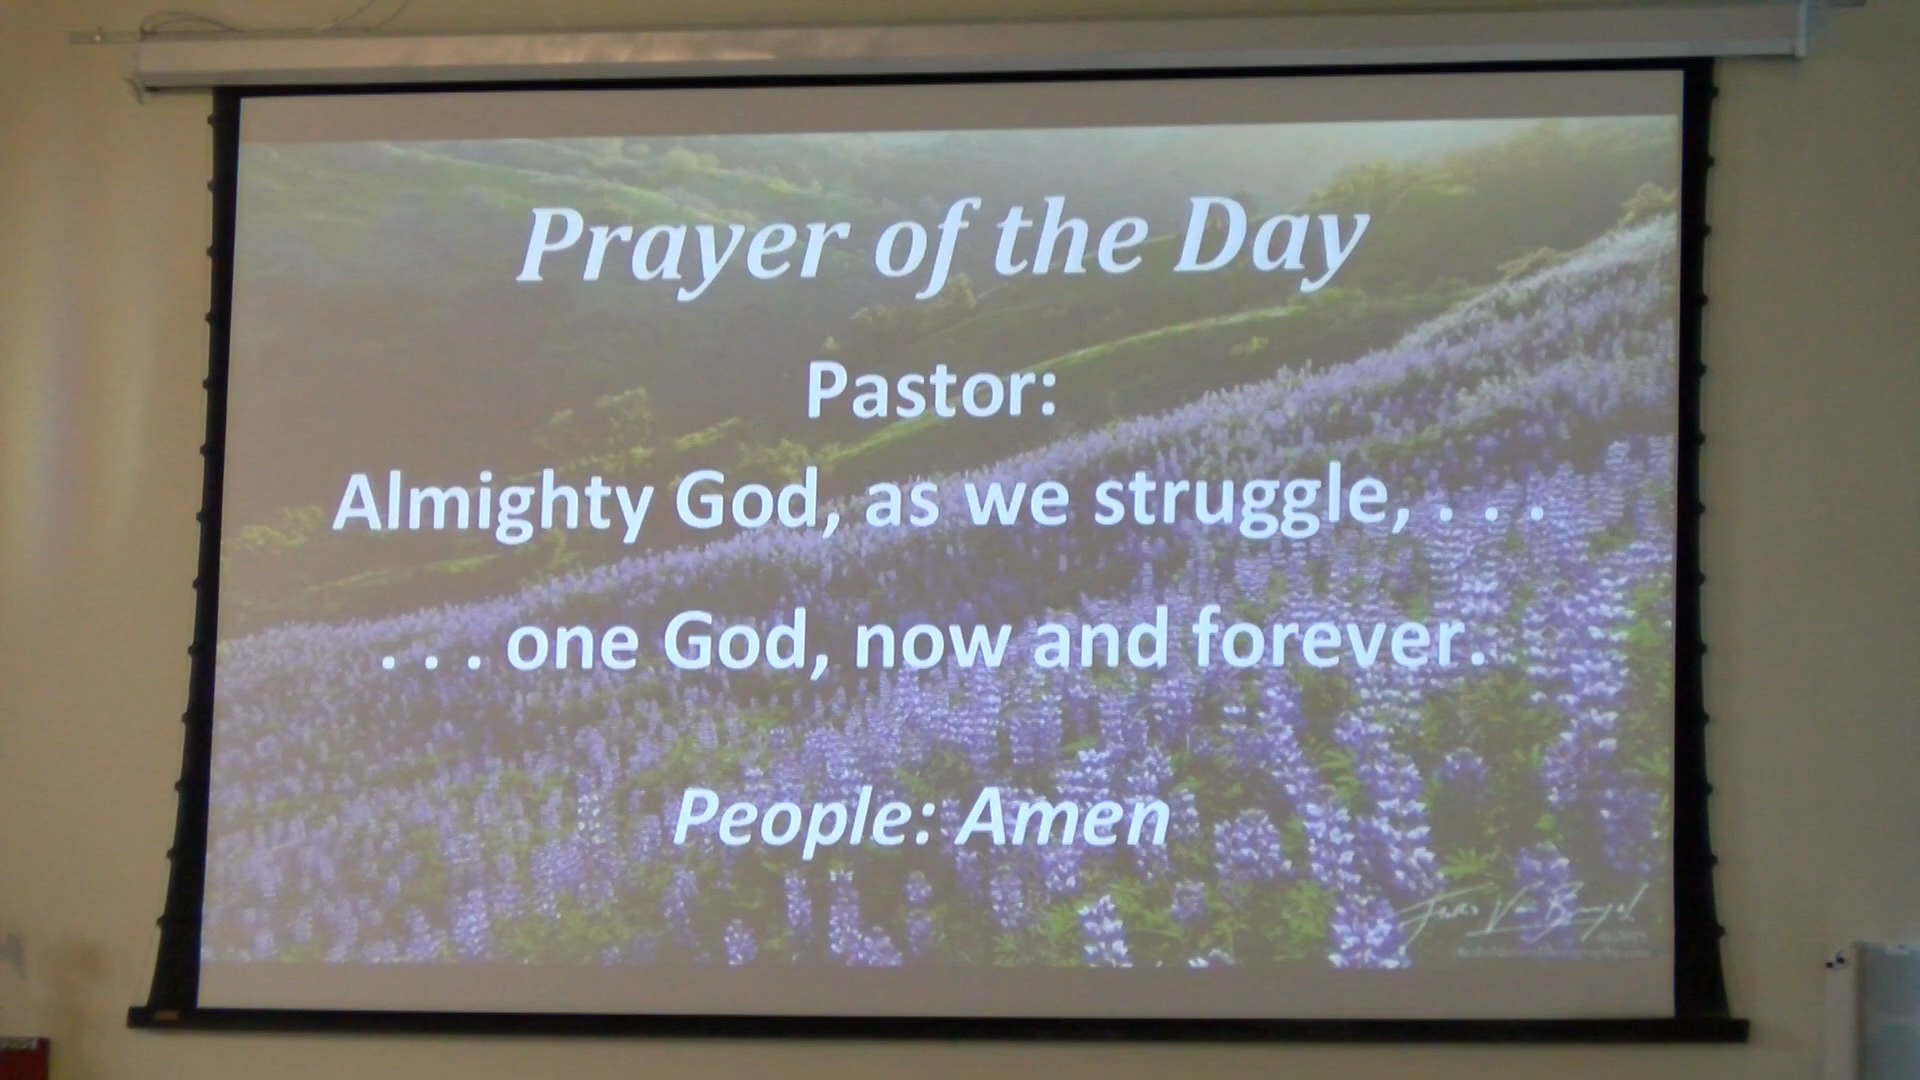 Prayer of the Day
Pastor:
Almighty God, as we struggle, . . .
. . . one God, now and forever.
People: Amen